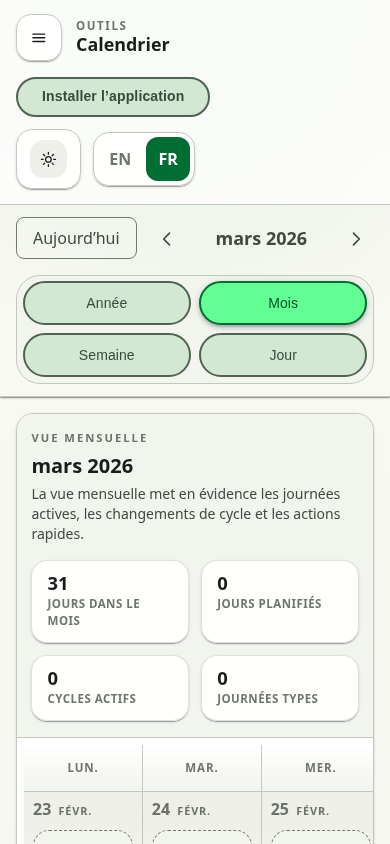 OUTILS
Calendrier
Installer l’application
EN FR
Aujourd’hui mars 2026
Année Mois
Semaine Jour
VUE MENSUELLE
mars 2026
La vue mensuelle met en évidence les journées
actives, les changements de cycle et les actions
rapides.
31 0
JOURS DANS LE JOURS PLANIFIÉS
MOIS
0 0
CYCLES ACTIFS JOURNÉES TYPES
LUN. MAR. MER.
23 FÉVR. 24 FÉVR. 25 FÉVR.